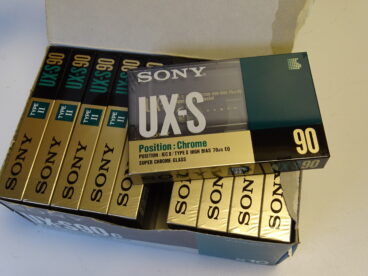 SONY
UX-S
Position: Chrome
POSITION · IEC II · TYPE II HIGH BIAS 70µs EQ
SUPER CHROME CLASS
90
90
UX·S 90
TYPE II
SONY
UX·S 90
TYPE II
SONY
UX·S 90
TYPE II
SONY
UX·S 90
TYPE II
SONY
SONY
SONY
SONY
SONY
UX-S90